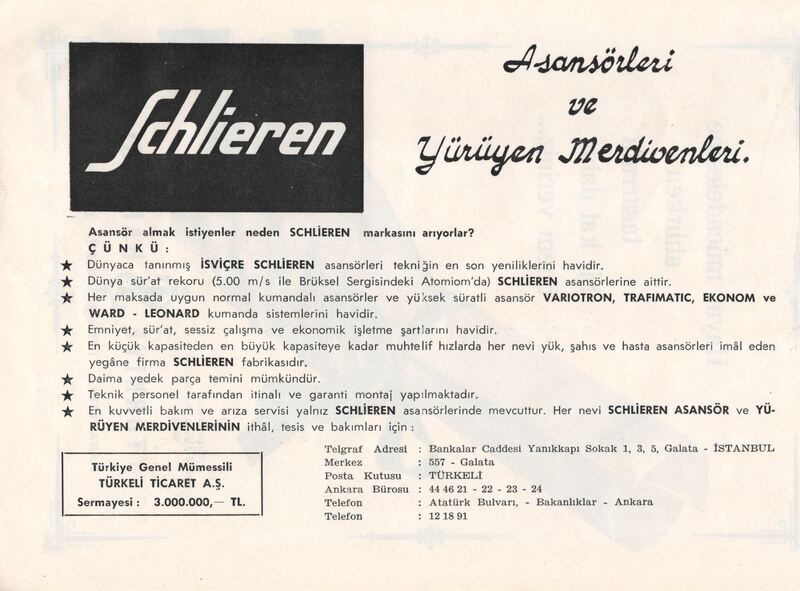 Schlieren
Asansörleri
ve
Yürüyen Merdivenleri.
Asansör almak istiyenler neden SCHLİEREN markasını arıyorlar?
ÇÜNKÜ :
★ Dünyaca tanınmış İSVİÇRE SCHLİEREN asansörleri tekniğin en son yeniliklerini havidir.
★ Dünya sür'at rekoru (5.00 m/s ile Brüksel Sergisindeki Atomiom'da) SCHLİEREN asansörlerine aittir.
★ Her maksada uygun normal kumandalı asansörler ve yüksek süratli asansör VARIOTRON, TRAFIMATIC, EKONOM ve
WARD - LEONARD kumanda sistemlerini havidir.
★ Emniyet, sür'at, sessiz çalışma ve ekonomik işletme şartlarını havidir.
★ En küçük kapasiteden en büyük kapasiteye kadar muhtelif hızlarda her nevi yük, şahıs ve hasta asansörleri imâl eden
yegâne firma SCHLİEREN fabrikasıdır.
★ Daima yedek parça temini mümkündür.
★ Teknik personel tarafından itinalı ve garanti montaj yapılmaktadır.
★ En kuvvetli bakım ve arıza servisi yalnız SCHLİEREN asansörlerinde mevcuttur. Her nevi SCHLİEREN ASANSÖR ve YÜ-
RÜYEN MERDİVENLERİNİN ithâl, tesis ve bakımları için :
Türkiye Genel Mümessili
TÜRKELİ TİCARET A.Ş.
Sermayesi : 3.000.000,— TL.
Telgraf Adresi : Bankalar Caddesi Yanıkkapı Sokak 1, 3, 5, Galata - İSTANBUL
Merkez : 557 - Galata
Posta Kutusu : TÜRKELİ
Ankara Bürosu : 44 46 21 - 22 - 23 - 24
Telefon : Atatürk Bulvarı, - Bakanlıklar - Ankara
Telefon : 12 18 91